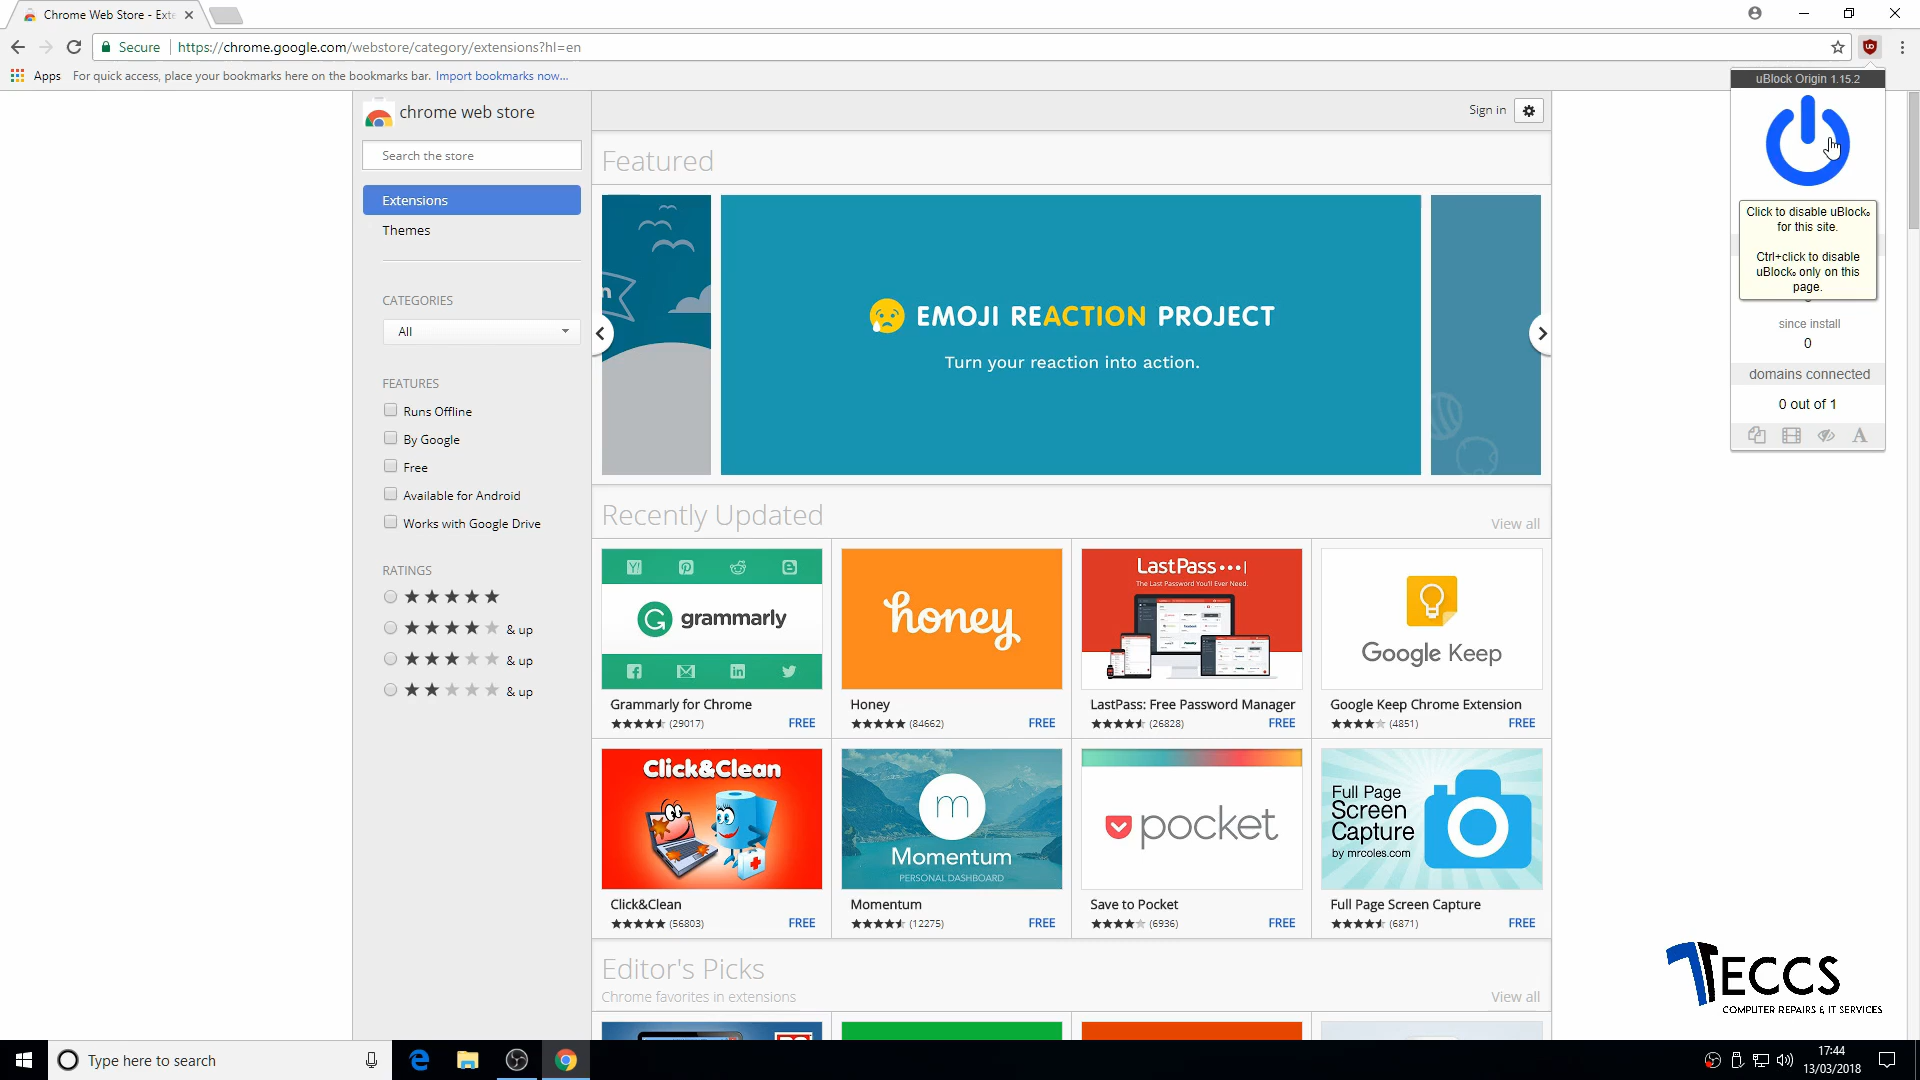 Chrome Web Store - Exte
Secure
https://chrome.google.com/webstore/category/extensions?hl=en
Apps
For quick access, place your bookmarks here on the bookmarks bar. Import bookmarks now...
uBlock Origin 1.15.2
Click to disable uBlock₀
for this site.
Ctrl+click to disable
uBlock₀ only on this
page.
since install
0
domains connected
0 out of 1
chrome web store
Search the store
Extensions
Themes
CATEGORIES
All
FEATURES
Runs Offline
By Google
Free
Available for Android
Works with Google Drive
RATINGS
& up
& up
& up
Sign in
Featured
EMOJI REACTION PROJECT
Turn your reaction into action.
Recently Updated
View all
grammarly
Grammarly for Chrome
(29017)
FREE
honey
Honey
(84662)
FREE
LastPass•••|
The Last Password You'll Ever Need.
LastPass: Free Password Manager
(26828)
FREE
Google Keep
Google Keep Chrome Extension
(4851)
FREE
Click&Clean
Click&Clean
(56803)
FREE
m
Momentum
PERSONAL DASHBOARD
Momentum
(12275)
FREE
pocket
Save to Pocket
(6936)
FREE
Full Page
Screen
Capture
by mrcoles.com
Full Page Screen Capture
(6871)
FREE
Editor's Picks
Chrome favorites in extensions
View all
TECCS
COMPUTER REPAIRS & IT SERVICES
Type here to search
17:44
13/03/2018